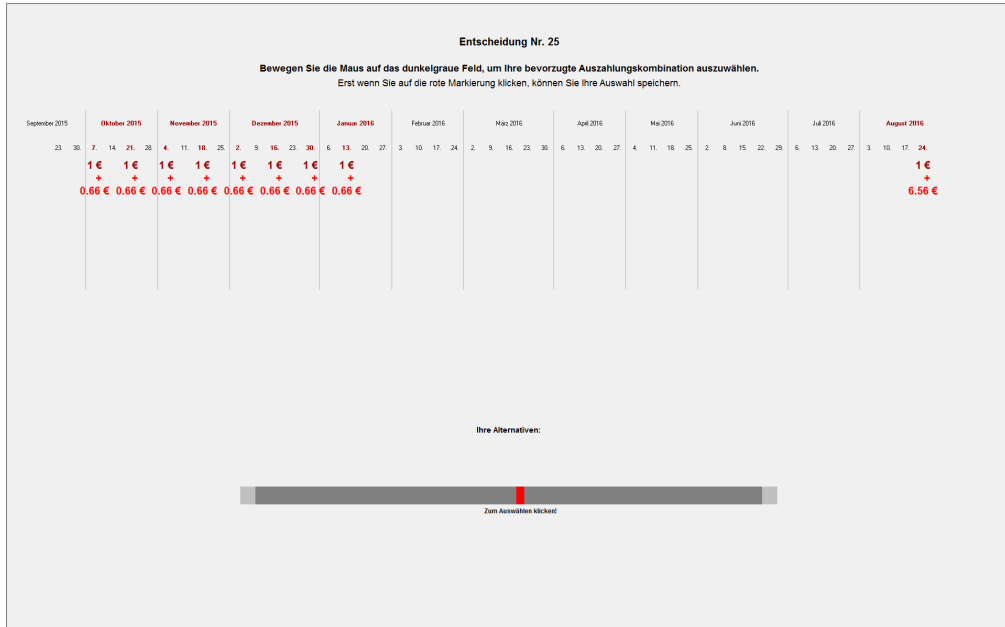 Entscheidung Nr. 25
Bewegen Sie die Maus auf das dunkelgraue Feld, um Ihre bevorzugte Auszahlungskombination auszuwählen.
Erst wenn Sie auf die rote Markierung klicken, können Sie Ihre Auswahl speichern.
September 2015 Oktober 2015 November 2015 Dezember 2015 Januar 2016 Februar 2016 März 2016 April 2016 Mai 2016 Juni 2016 Juli 2016 August 2016
23. 30. 7. 14. 21. 28. 4. 11. 18. 25. 2. 9. 16. 23. 30. 6. 13. 20. 27. 3. 10. 17. 24. 2. 9. 16. 23. 30. 6. 13. 20. 27. 4. 11. 18. 25. 2. 8. 15. 22. 29. 6. 13. 20. 27. 3. 10. 17. 24.
1 € 1 € 1 € 1 € 1 € 1 € 1 € 1 € 1 €
+ + + + + + + + +
0.66 € 0.66 € 0.66 € 0.66 € 0.66 € 0.66 € 0.66 € 0.66 € 6.56 €
Ihre Alternativen:
Zum Auswählen klicken!